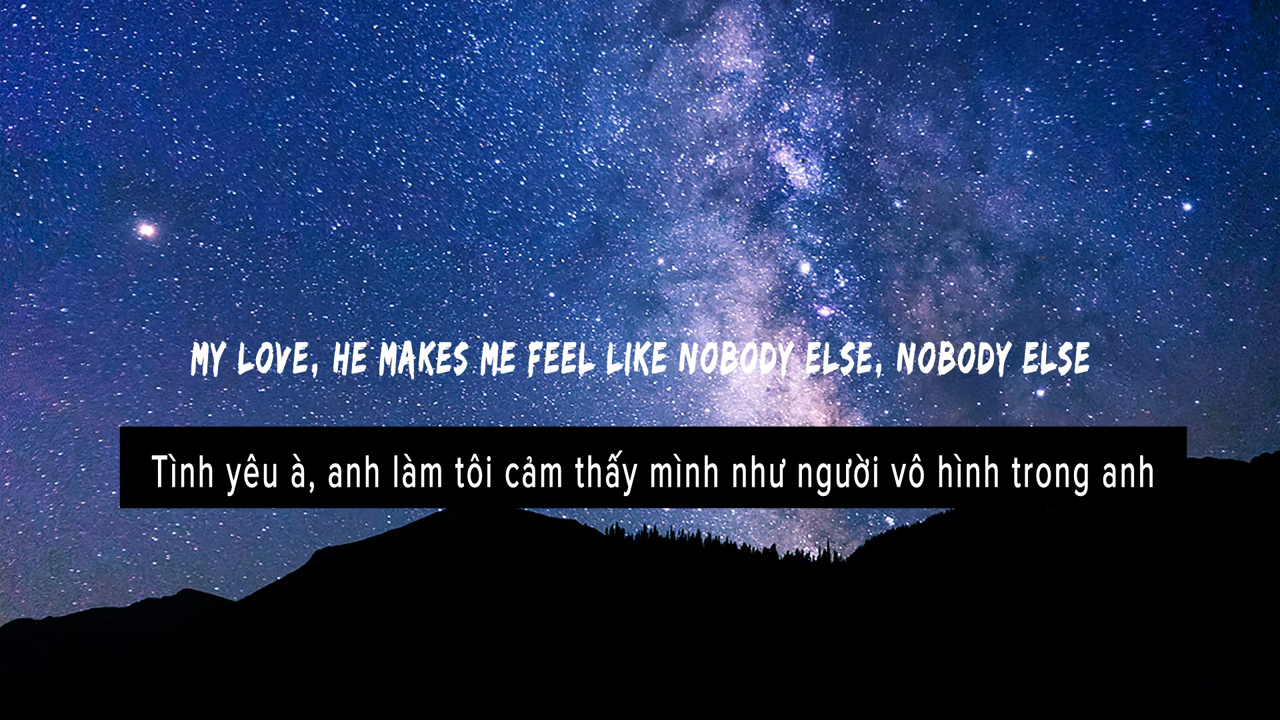 MY LOVE, HE MAKES ME FEEL LIKE NOBODY ELSE, NOBODY ELSE
Tình yêu à, anh làm tôi cảm thấy mình như người vô hình trong anh